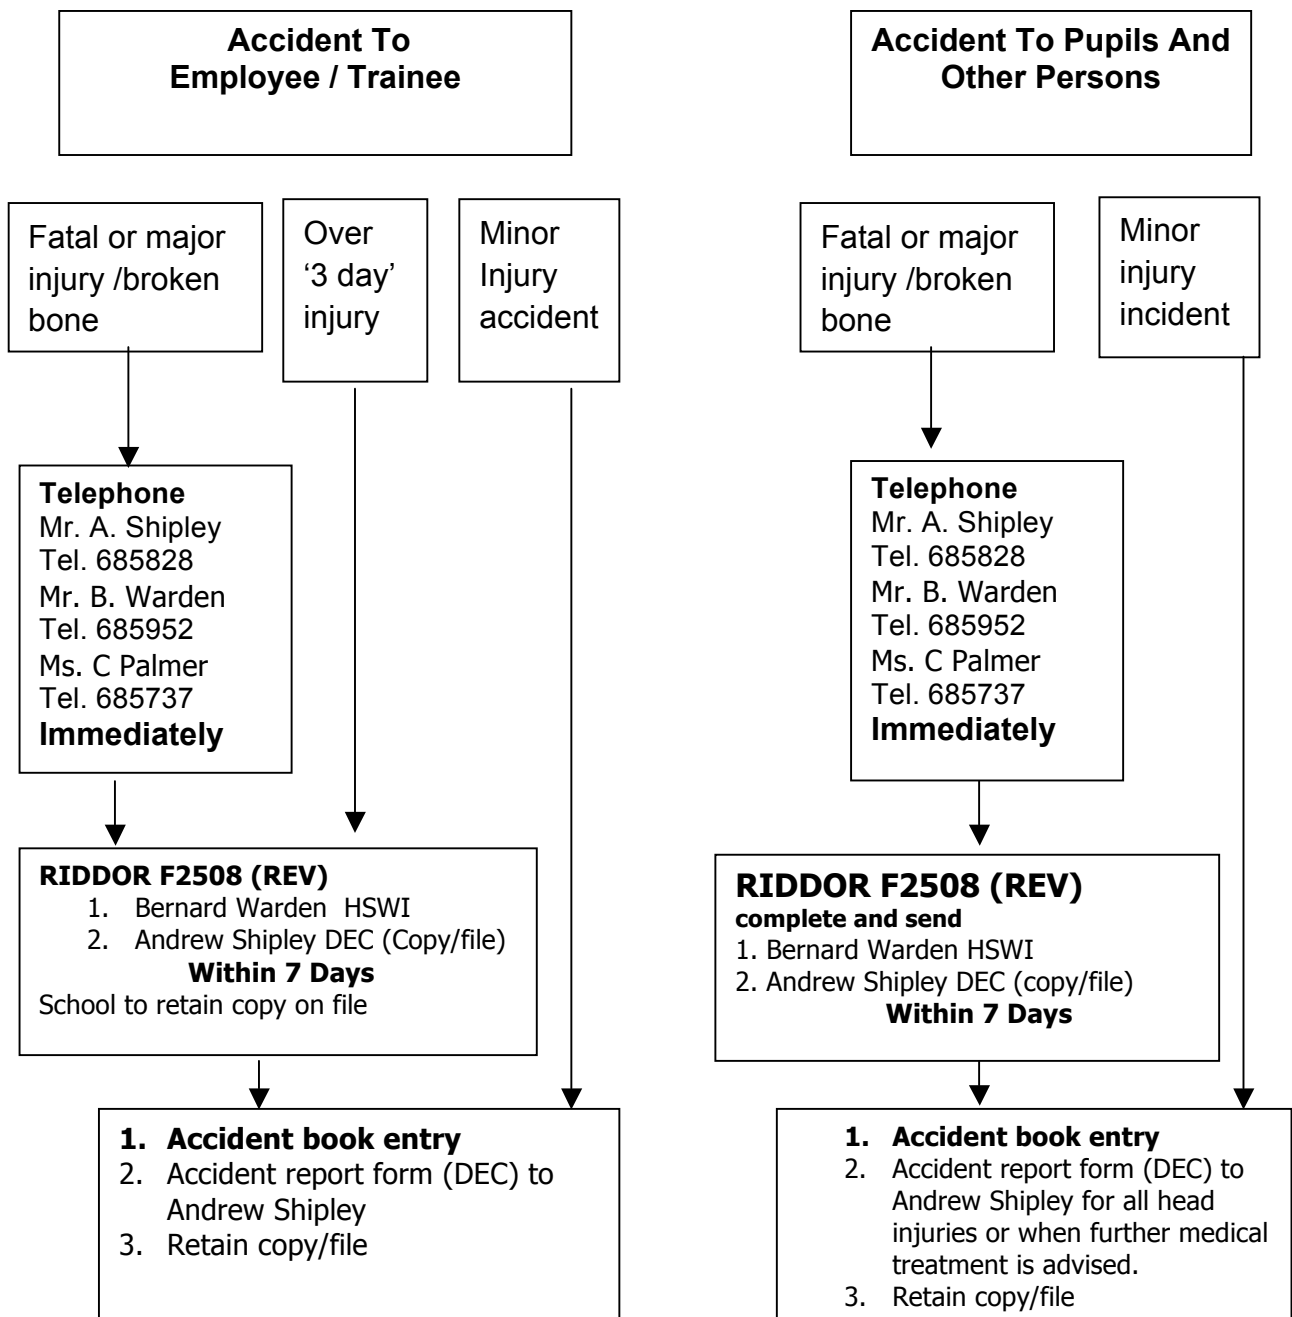 Accident To
Employee / Trainee
Accident To Pupils And
Other Persons
Fatal or major
injury /broken
bone
Over
‘3 day’
injury
Minor
Injury
accident
Fatal or major
injury /broken
bone
Minor
injury
incident
Telephone
Mr. A. Shipley
Tel. 685828
Mr. B. Warden
Tel. 685952
Ms. C Palmer
Tel. 685737
Immediately
Telephone
Mr. A. Shipley
Tel. 685828
Mr. B. Warden
Tel. 685952
Ms. C Palmer
Tel. 685737
Immediately
RIDDOR F2508 (REV)
1. Bernard Warden HSWI
2. Andrew Shipley DEC (Copy/file)
Within 7 Days
School to retain copy on file
RIDDOR F2508 (REV)
complete and send
1. Bernard Warden HSWI
2. Andrew Shipley DEC (copy/file)
Within 7 Days
1. Accident book entry
2. Accident report form (DEC) to
Andrew Shipley
3. Retain copy/file
1. Accident book entry
2. Accident report form (DEC) to
Andrew Shipley for all head
injuries or when further medical
treatment is advised.
3. Retain copy/file